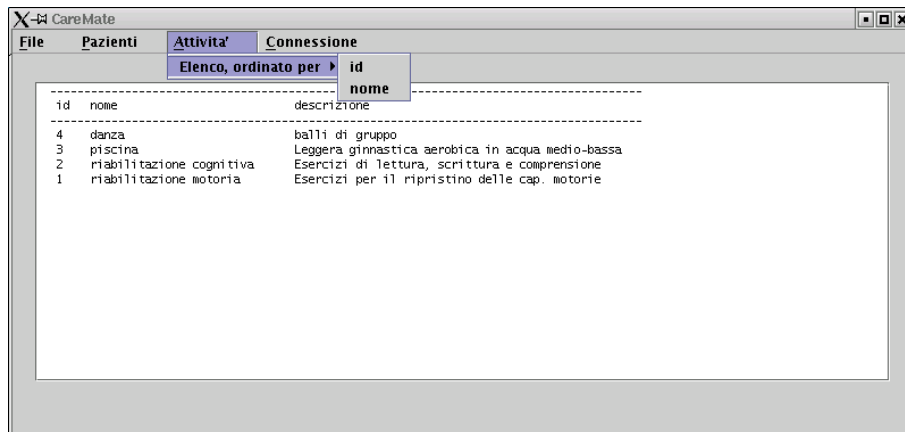 CareMate
File Pazienti Attivita' Connessione
Elenco, ordinato per id
nome
--------------------------------------------------------------------------------
id nome descrizione
--------------------------------------------------------------------------------
4 danza balli di gruppo
3 piscina Leggera ginnastica aerobica in acqua medio-bassa
2 riabilitazione cognitiva Esercizi di lettura, scrittura e comprensione
1 riabilitazione motoria Esercizi per il ripristino delle cap. motorie